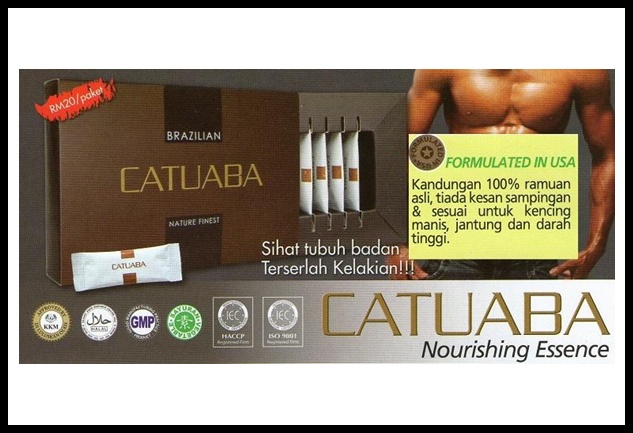 RM20/paket
BRAZILIAN
CATUABA
NATURE FINEST
CATUABA
FORMULATED IN USA
Kandungan 100% ramuan
asli, tiada kesan sampingan
& sesuai untuk kencing
manis, jantung dan darah
tinggi.
Sihat tubuh badan
Terserlah Kelakian!!!
KKM
HALAL
GMP
IEC
HACCP
IEC
ISO 9001
CATUABA
Nourishing Essence